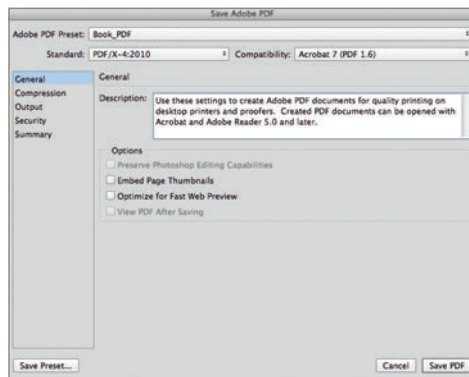 Save Adobe PDF
Adobe PDF Preset: Book_PDF
Standard: PDF/X-4:2010 Compatibility: Acrobat 7 (PDF 1.6)
General
Compression
Output
Security
Summary
General
Description: Use these settings to create Adobe PDF documents for quality printing on
desktop printers and proofers. Created PDF documents can be opened with
Acrobat and Adobe Reader 5.0 and later.
Options
Preserve Photoshop Editing Capabilities
Embed Page Thumbnails
Optimize for Fast Web Preview
View PDF After Saving
Save Preset... Cancel Save PDF